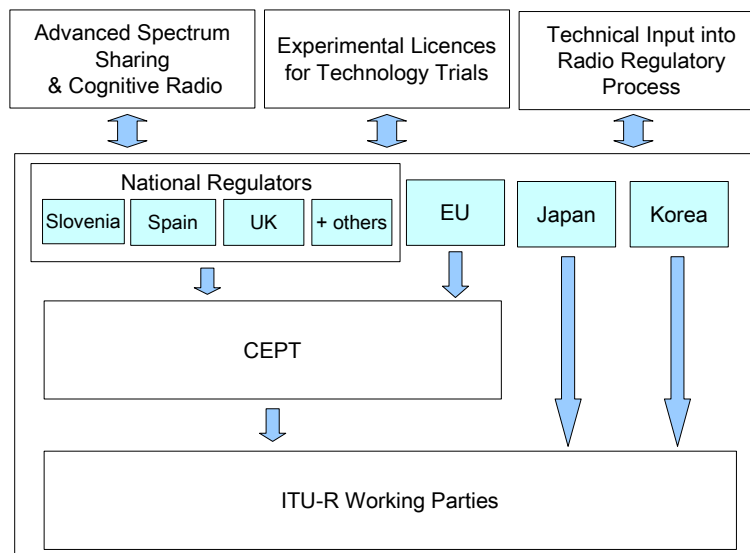 Advanced Spectrum
Sharing
& Cognitive Radio
Experimental Licences
for Technology Trials
Technical Input into
Radio Regulatory
Process
National Regulators
Slovenia
Spain
UK
+ others
EU
Japan
Korea
CEPT
ITU-R Working Parties